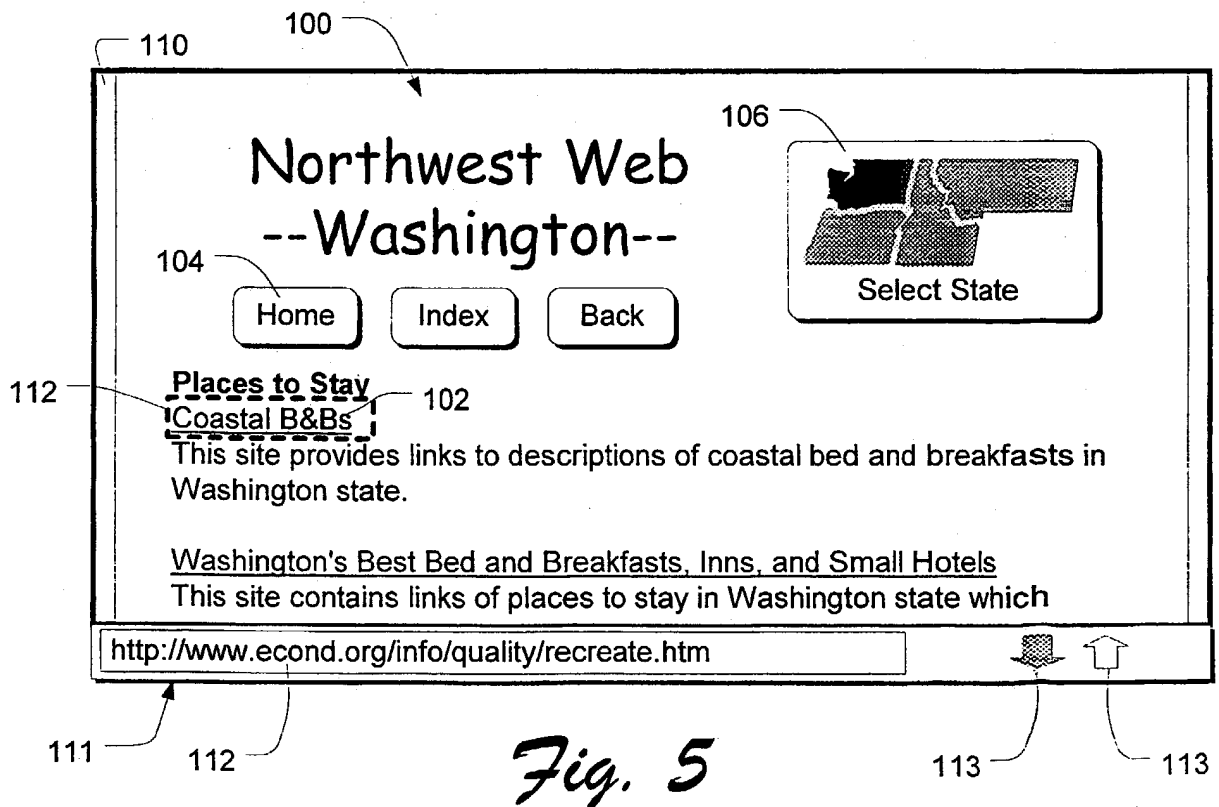 110
100
106
Northwest Web
--Washington--
104
Home
Index
Back
Select State
112
Places to Stay
Coastal B&Bs
102
This site provides links to descriptions of coastal bed and breakfasts in
Washington state.
Washington's Best Bed and Breakfasts, Inns, and Small Hotels
This site contains links of places to stay in Washington state which
http://www.econd.org/info/quality/recreate.htm
111
112
113
113
Fig. 5